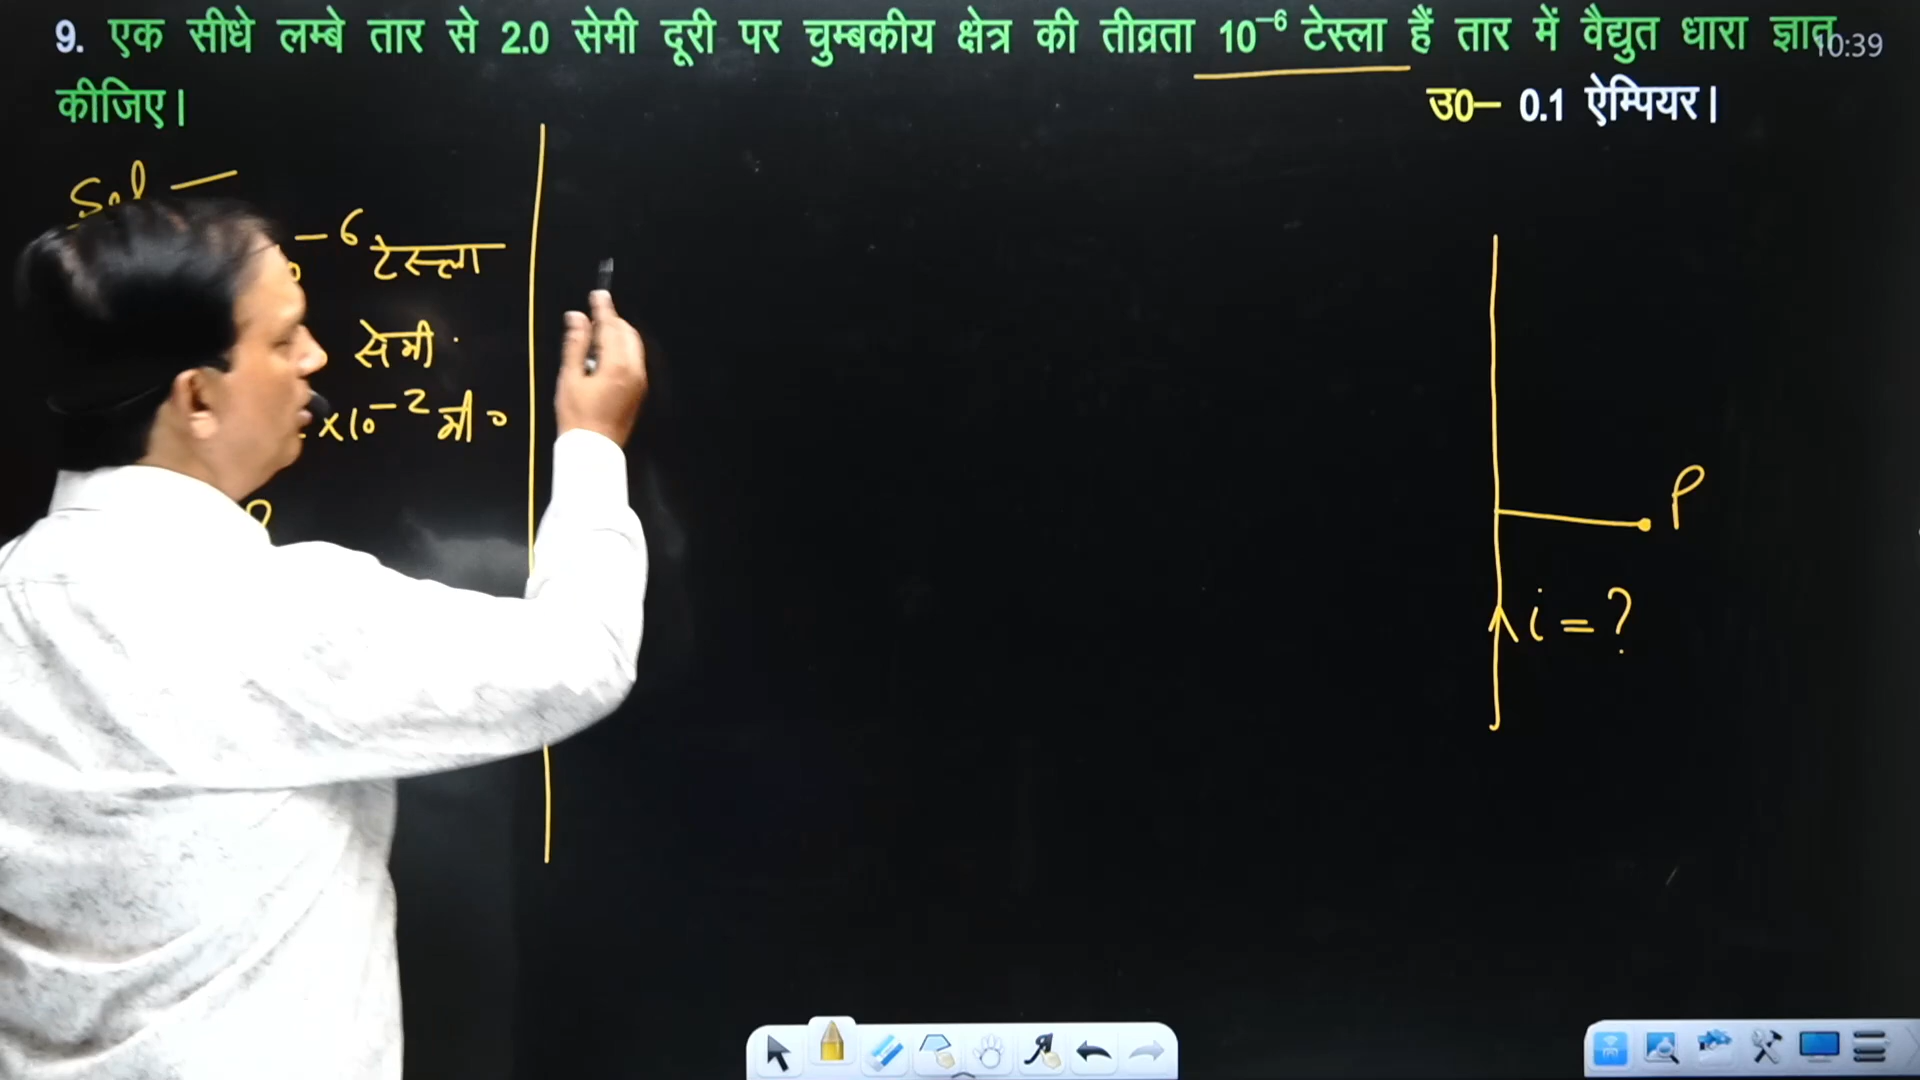 9. एक सीधे लम्बे तार से 2.0 सेमी दूरी पर चुम्बकीय क्षेत्र की तीव्रता 10⁻⁶ टेस्ला हैं तार में वैद्युत धारा ज्ञात
10:39
कीजिए।
उ0– 0.1 ऐम्पियर।
Sol —
⁻⁶ टेस्ला
सेमी.
×10⁻² मी०
P
i = ?